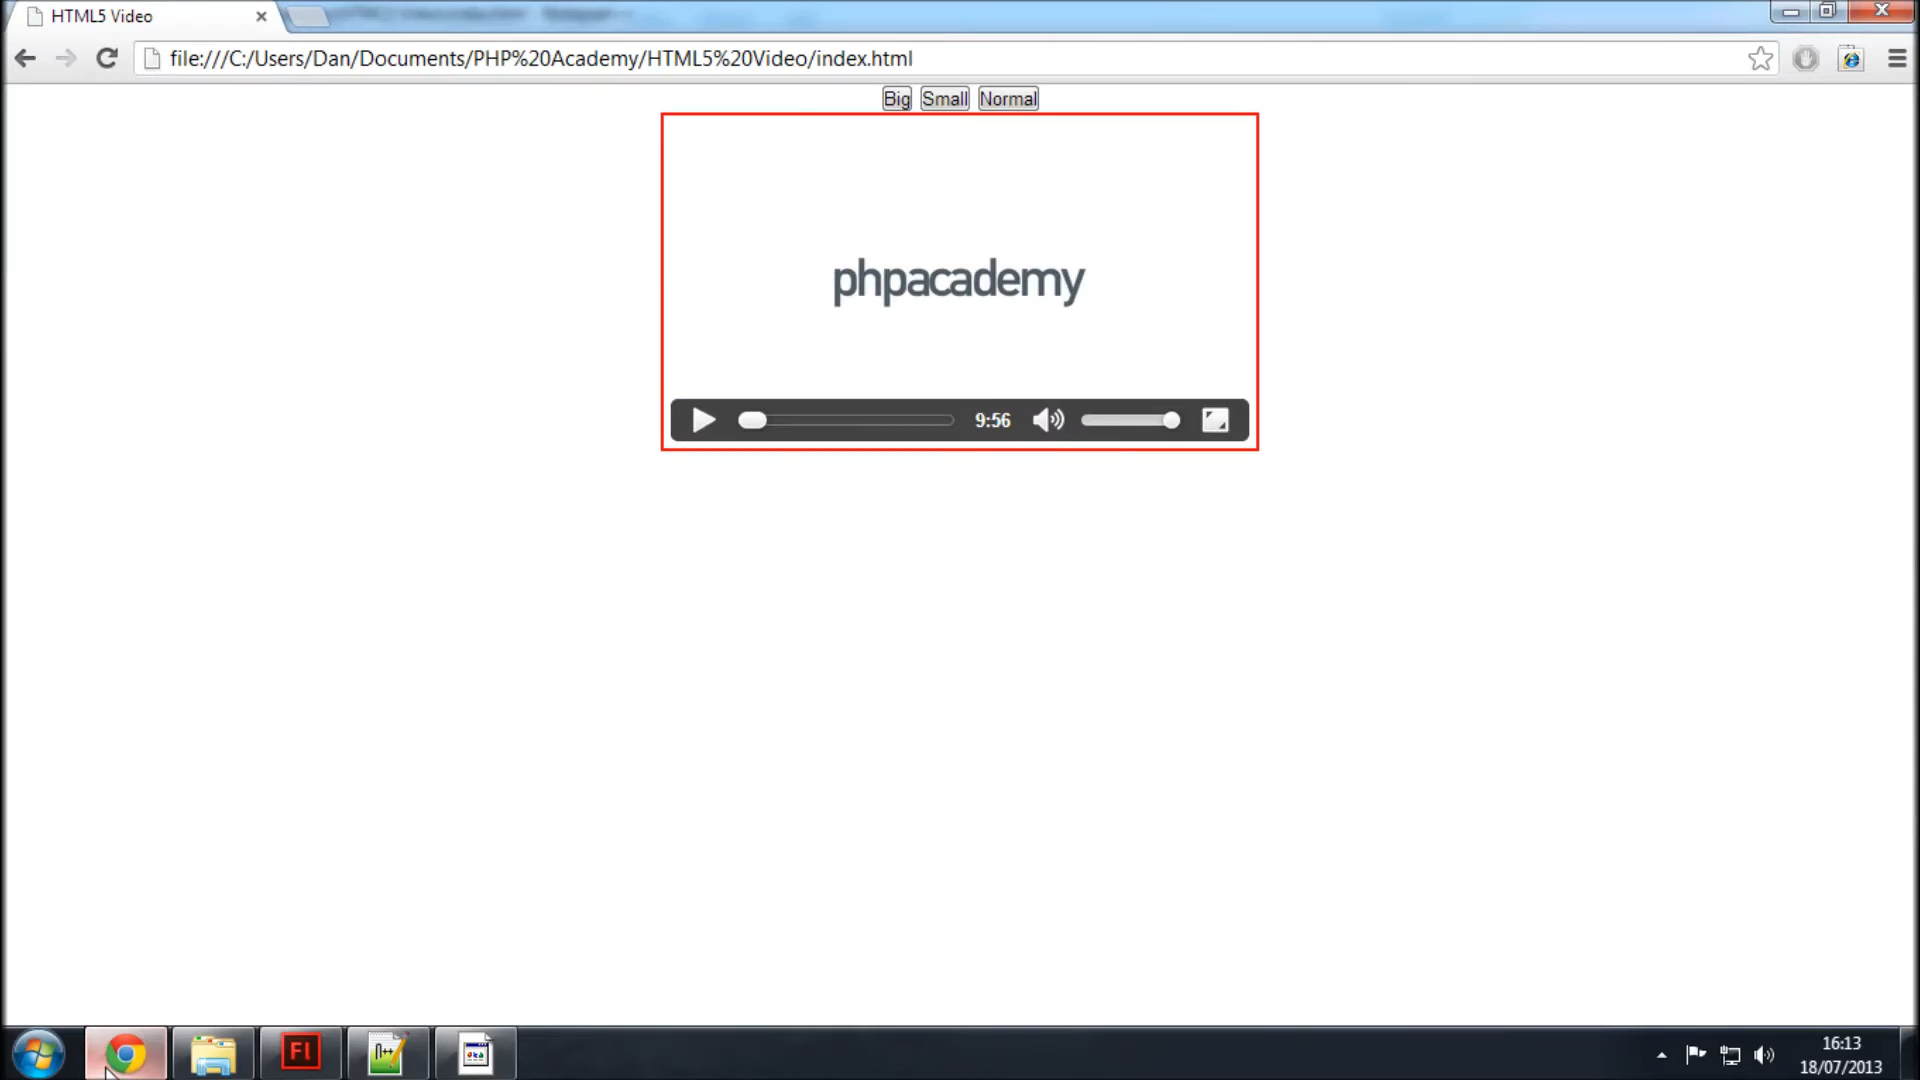 HTML5 Video
file:///C:/Users/Dan/Documents/PHP%20Academy/HTML5%20Video/index.html
Big Small Normal
phpacademy
9:56
Fl
16:13
18/07/2013